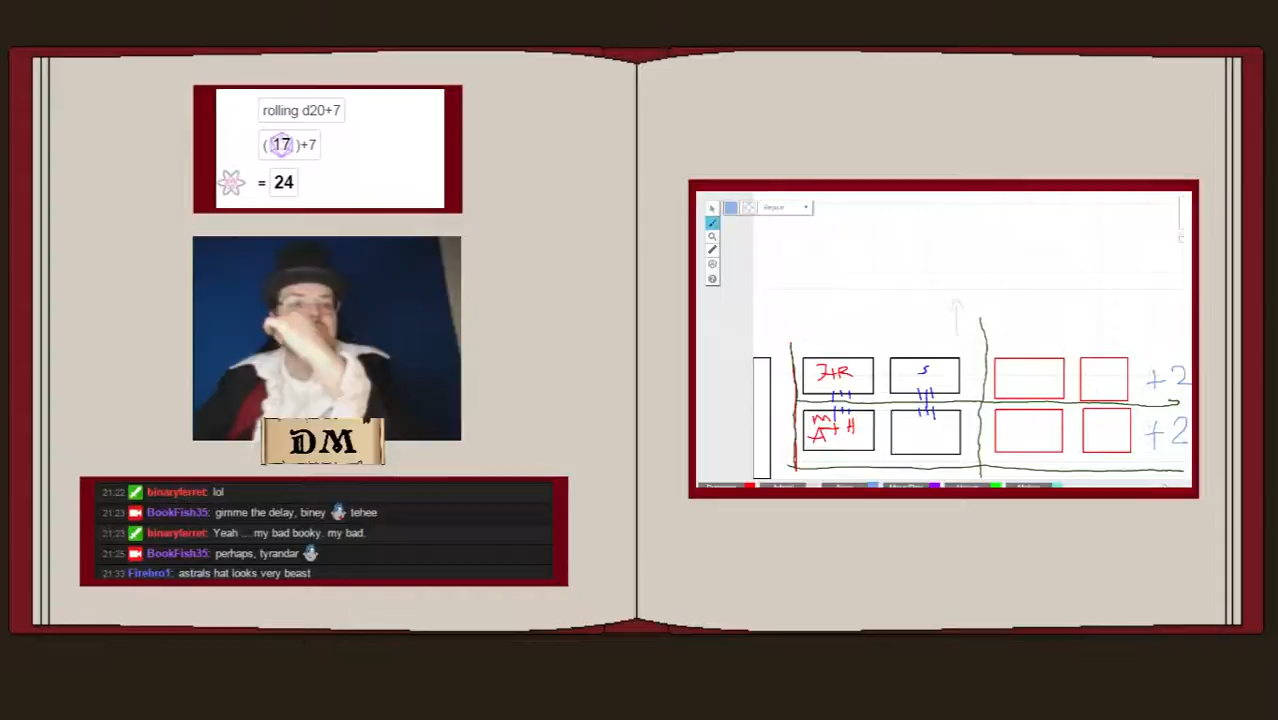 rolling d20+7
(17)+7
= 24
DM
21:22 binaryferret: lol
21:23 BookFish35: gimme the delay, biney tehee
21:23 binaryferret: Yeah ....my bad booky. my bad.
21:25 BookFish35: perhaps, tyrandar
21:33 Firebro1: astrals hat looks very beast
S
+2
M
A+H
+2